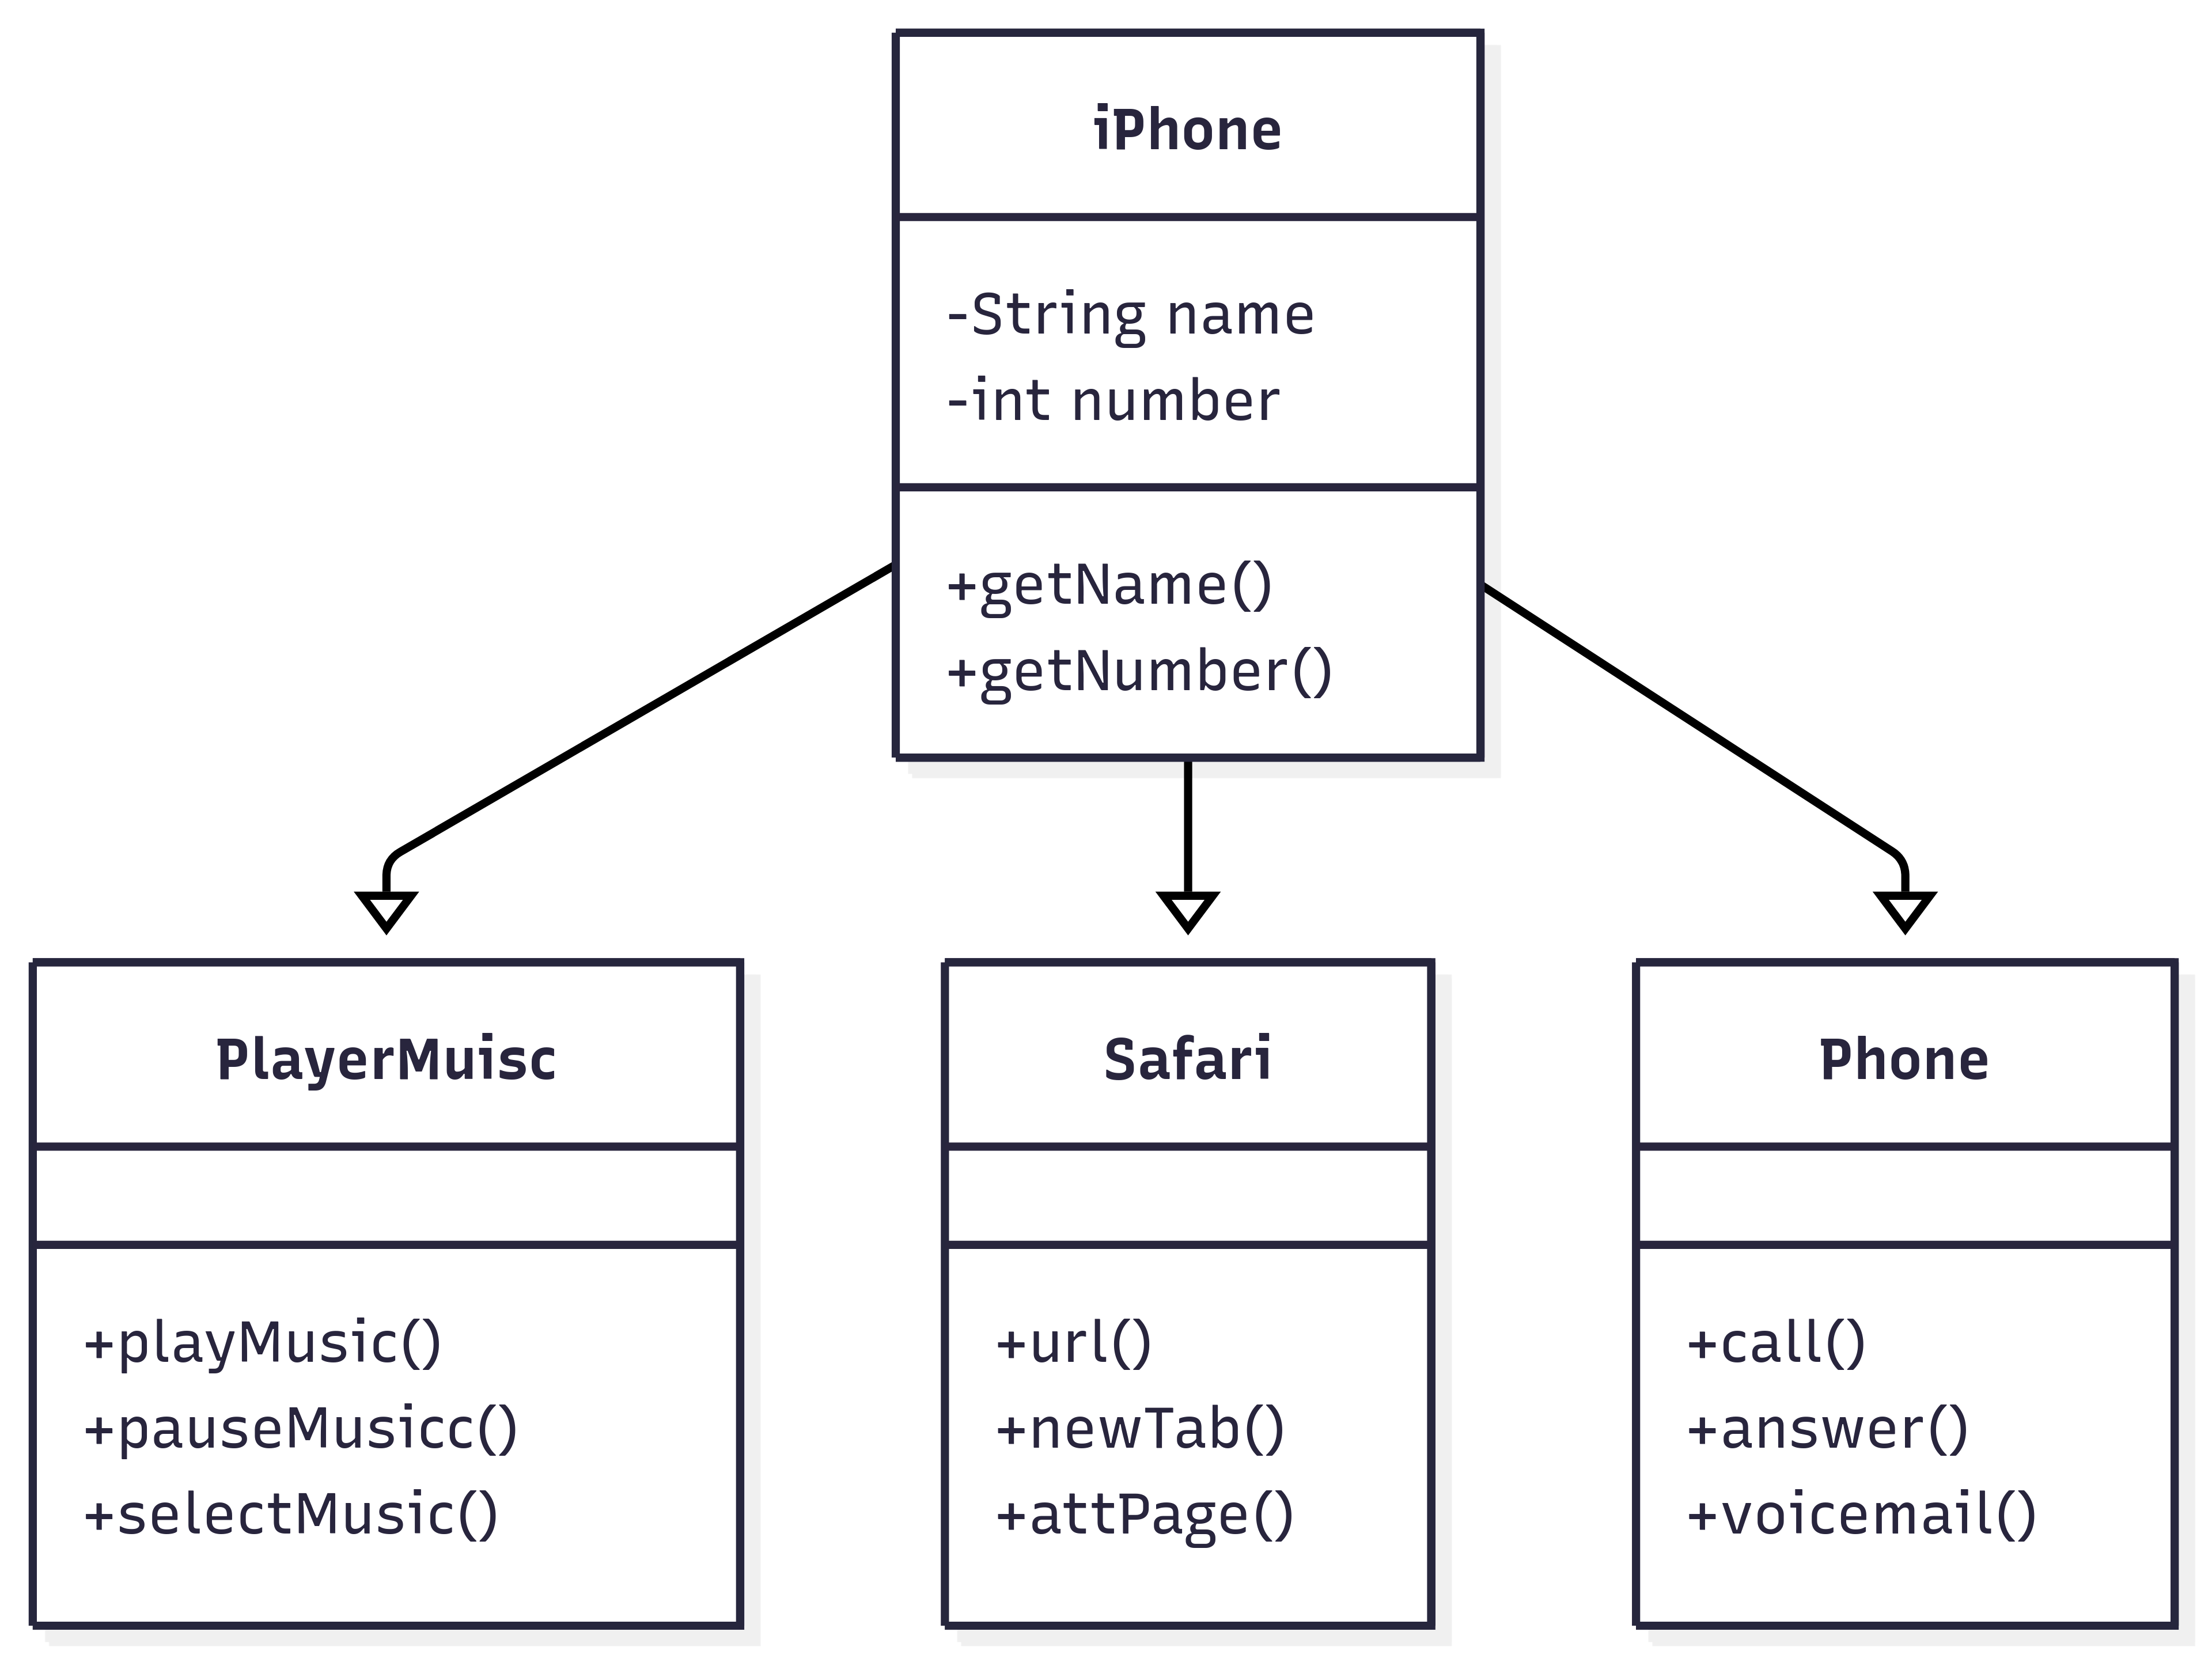 iPhone
-String name
-int number
+getName()
+getNumber()
PlayerMuisc
+playMusic()
+pauseMusicc()
+selectMusic()
Safari
+url()
+newTab()
+attPage()
Phone
+call()
+answer()
+voicemail()